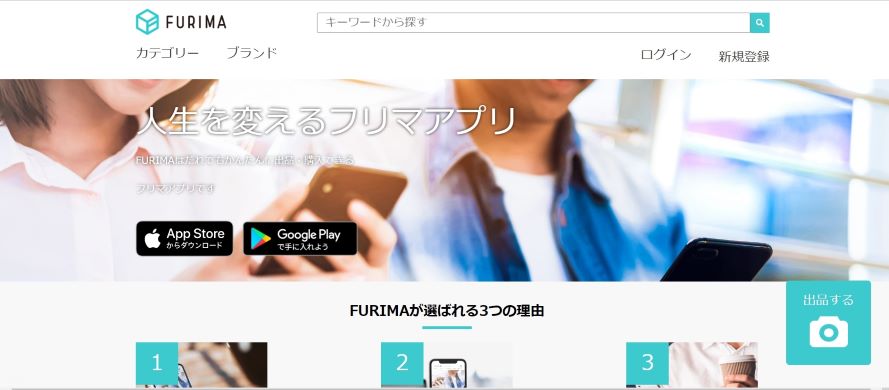 FURIMA
キーワードから探す
カテゴリー ブランド
ログイン 新規登録
人生を変えるフリマアプリ
FURIMAはだれでもかんたんに出品・購入できる
フリマアプリです
App Store
からダウンロード
Google Play
で手に入れよう
出品する
FURIMAが選ばれる3つの理由
1 2 3